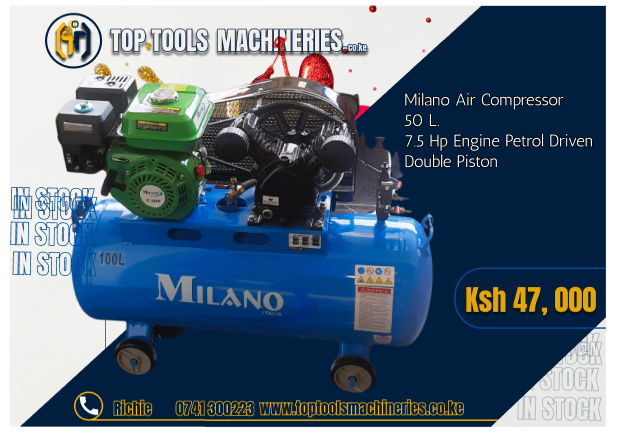 TOP TOOLS MACHINERIES.co.ke
Milano Air Compressor
50 L.
7.5 Hp Engine Petrol Driven
Double Piston
IN STOCK
IN STOCK
IN STOCK
IN STOCK
100L
MILANO
ITALIA
Ksh 47, 000
STOCK
STOCK
IN STOCK
Richie 0741 300223 www.toptoolsmachineries.co.ke